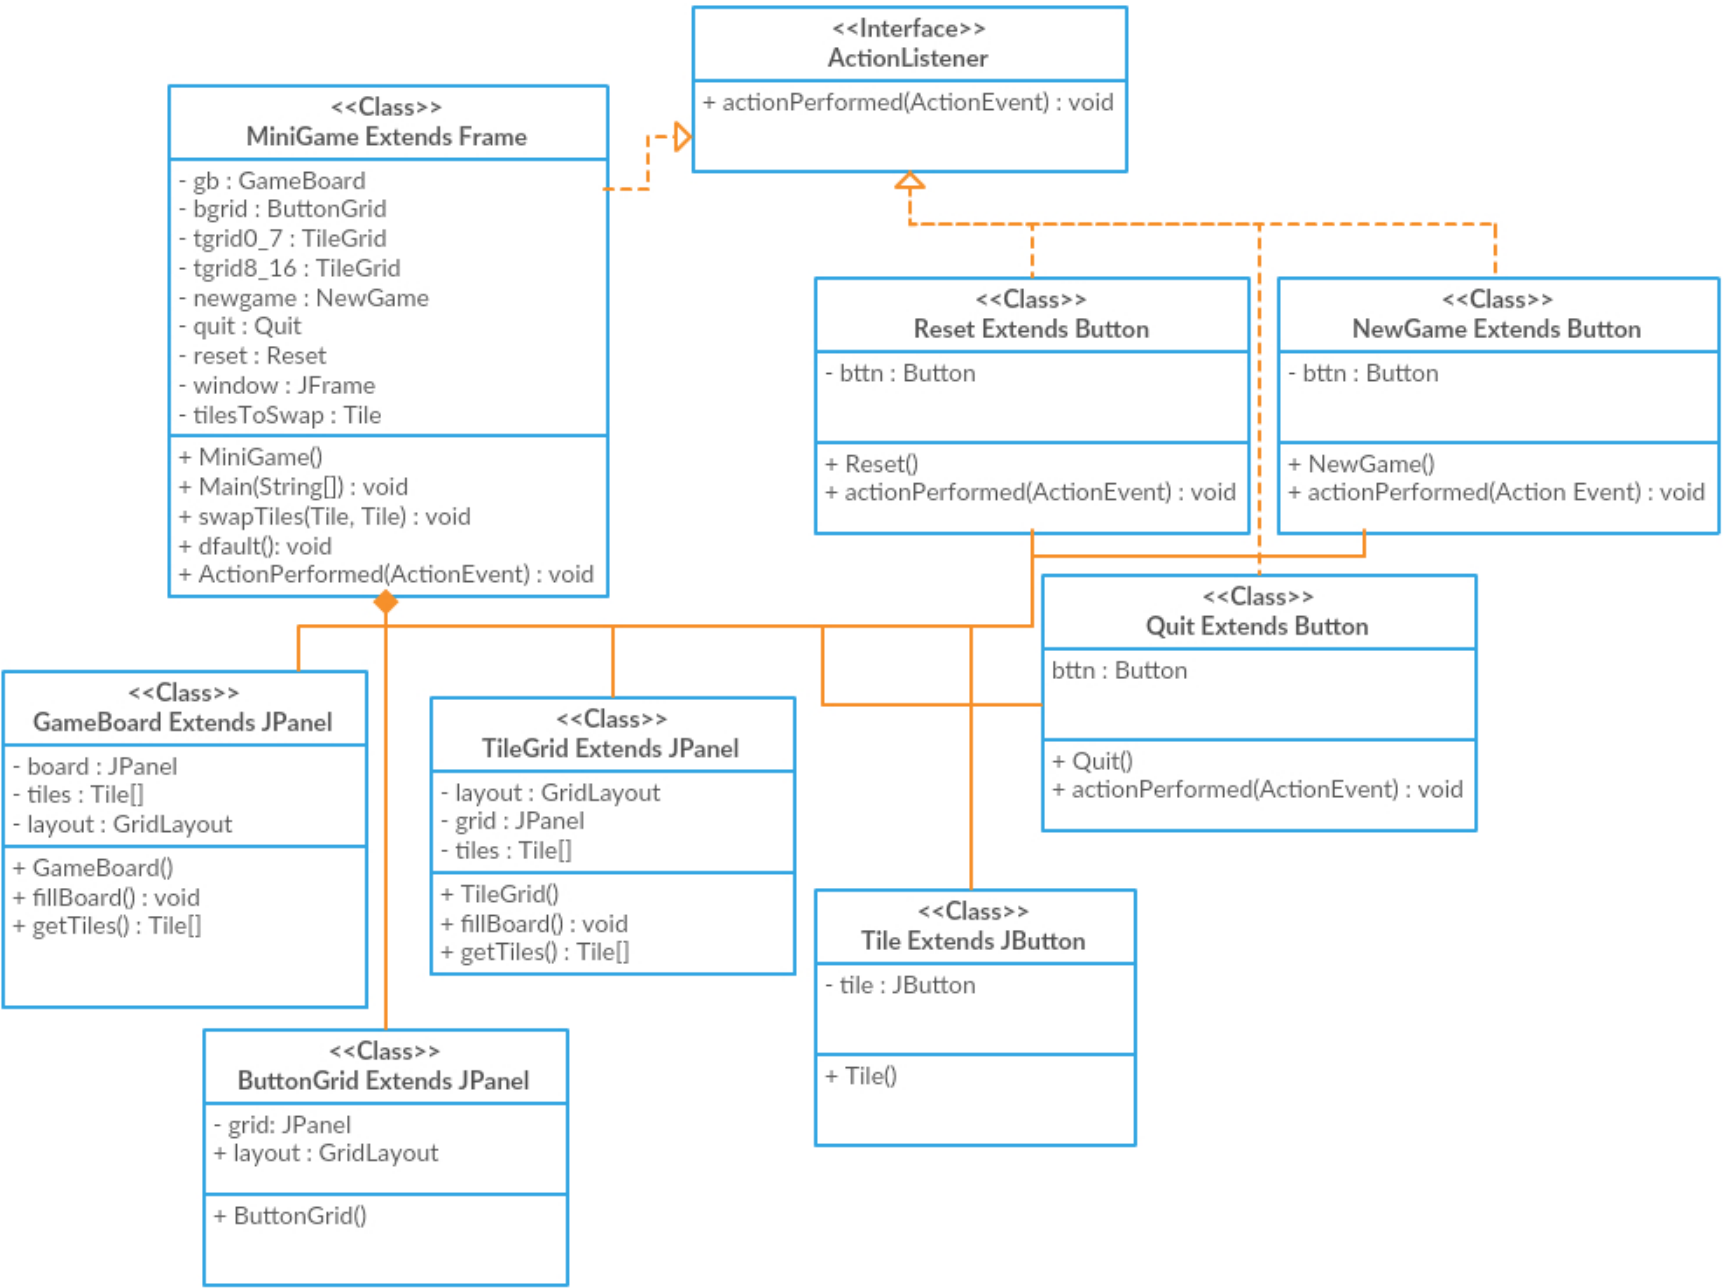 <<Interface>>
ActionListener
+ actionPerformed(ActionEvent) : void
<<Class>>
MiniGame Extends Frame
- gb : GameBoard
- bgrid : ButtonGrid
- tgrid0_7 : TileGrid
- tgrid8_16 : TileGrid
- newgame : NewGame
- quit : Quit
- reset : Reset
- window : JFrame
- tilesToSwap : Tile
+ MiniGame()
+ Main(String[]) : void
+ swapTiles(Tile, Tile) : void
+ dfault(): void
+ ActionPerformed(ActionEvent) : void
<<Class>>
Reset Extends Button
- bttn : Button
+ Reset()
+ actionPerformed(ActionEvent) : void
<<Class>>
NewGame Extends Button
- bttn : Button
+ NewGame()
+ actionPerformed(Action Event) : void
<<Class>>
Quit Extends Button
bttn : Button
+ Quit()
+ actionPerformed(ActionEvent) : void
<<Class>>
GameBoard Extends JPanel
- board : JPanel
- tiles : Tile[]
- layout : GridLayout
+ GameBoard()
+ fillBoard() : void
+ getTiles() : Tile[]
<<Class>>
TileGrid Extends JPanel
- layout : GridLayout
- grid : JPanel
- tiles : Tile[]
+ TileGrid()
+ fillBoard() : void
+ getTiles() : Tile[]
<<Class>>
Tile Extends JButton
- tile : JButton
+ Tile()
<<Class>>
ButtonGrid Extends JPanel
- grid: JPanel
+ layout : GridLayout
+ ButtonGrid()